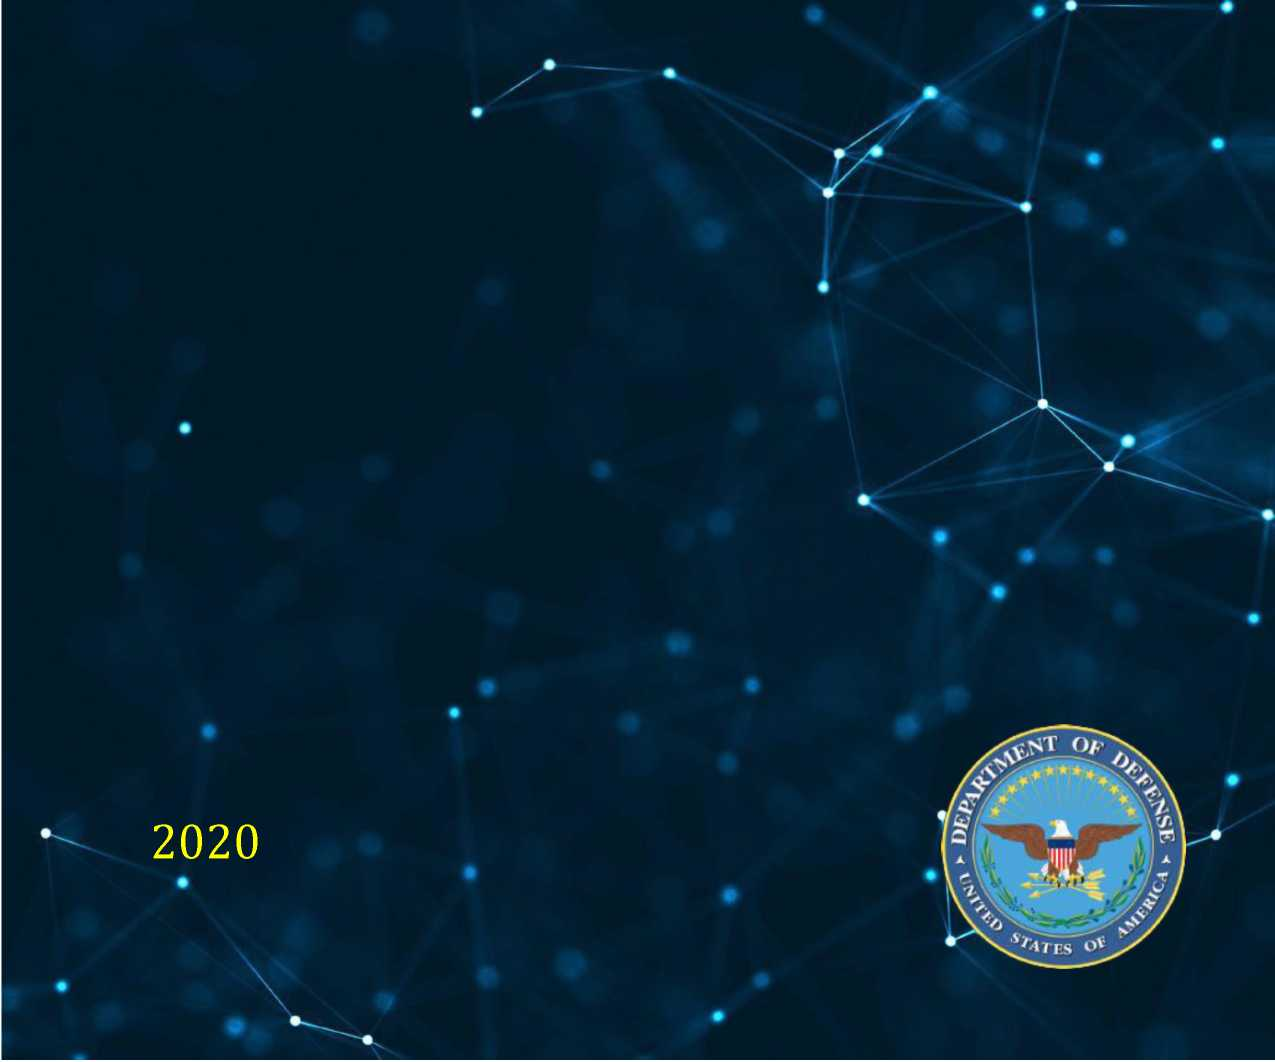 2020
DEPARTMENT OF DEFENSE
UNITED STATES OF AMERICA